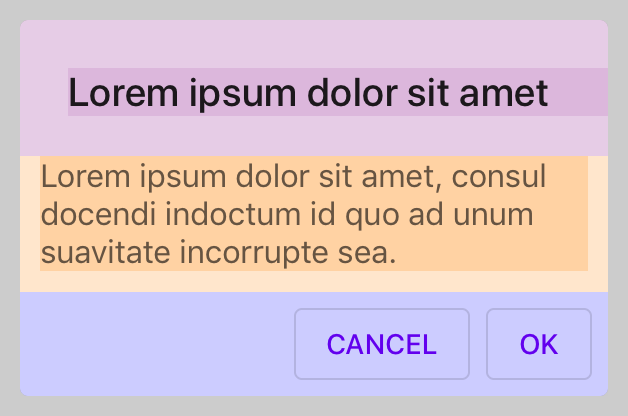 Lorem ipsum dolor sit amet
Lorem ipsum dolor sit amet, consul
docendi indoctum id quo ad unum
suavitate incorrupte sea.
CANCEL
OK